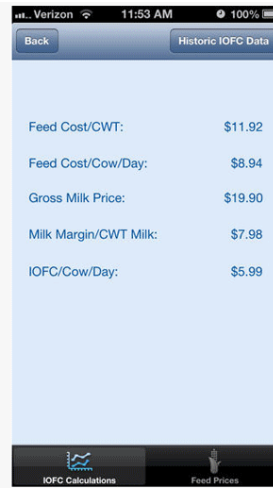 Verizon 11:53 AM 100%
Back Historic IOFC Data
Feed Cost/CWT: $11.92
Feed Cost/Cow/Day: $8.94
Gross Milk Price: $19.90
Milk Margin/CWT Milk: $7.98
IOFC/Cow/Day: $5.99
IOFC Calculations Feed Prices